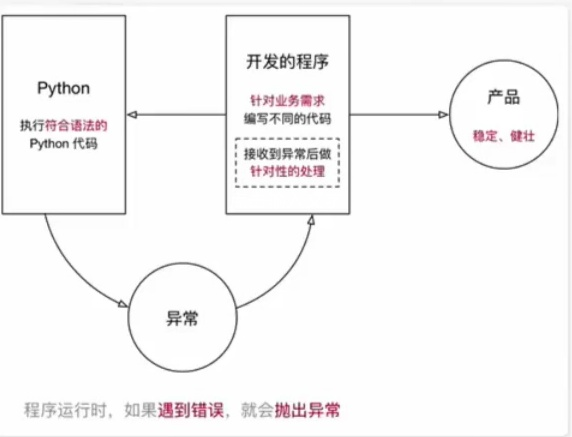 Python
执行符合语法的
Python 代码
开发的程序
针对业务需求
编写不同的代码
接收到异常后做
针对性的处理
产品
稳定、健壮
异常
程序运行时，如果遇到错误，就会抛出异常